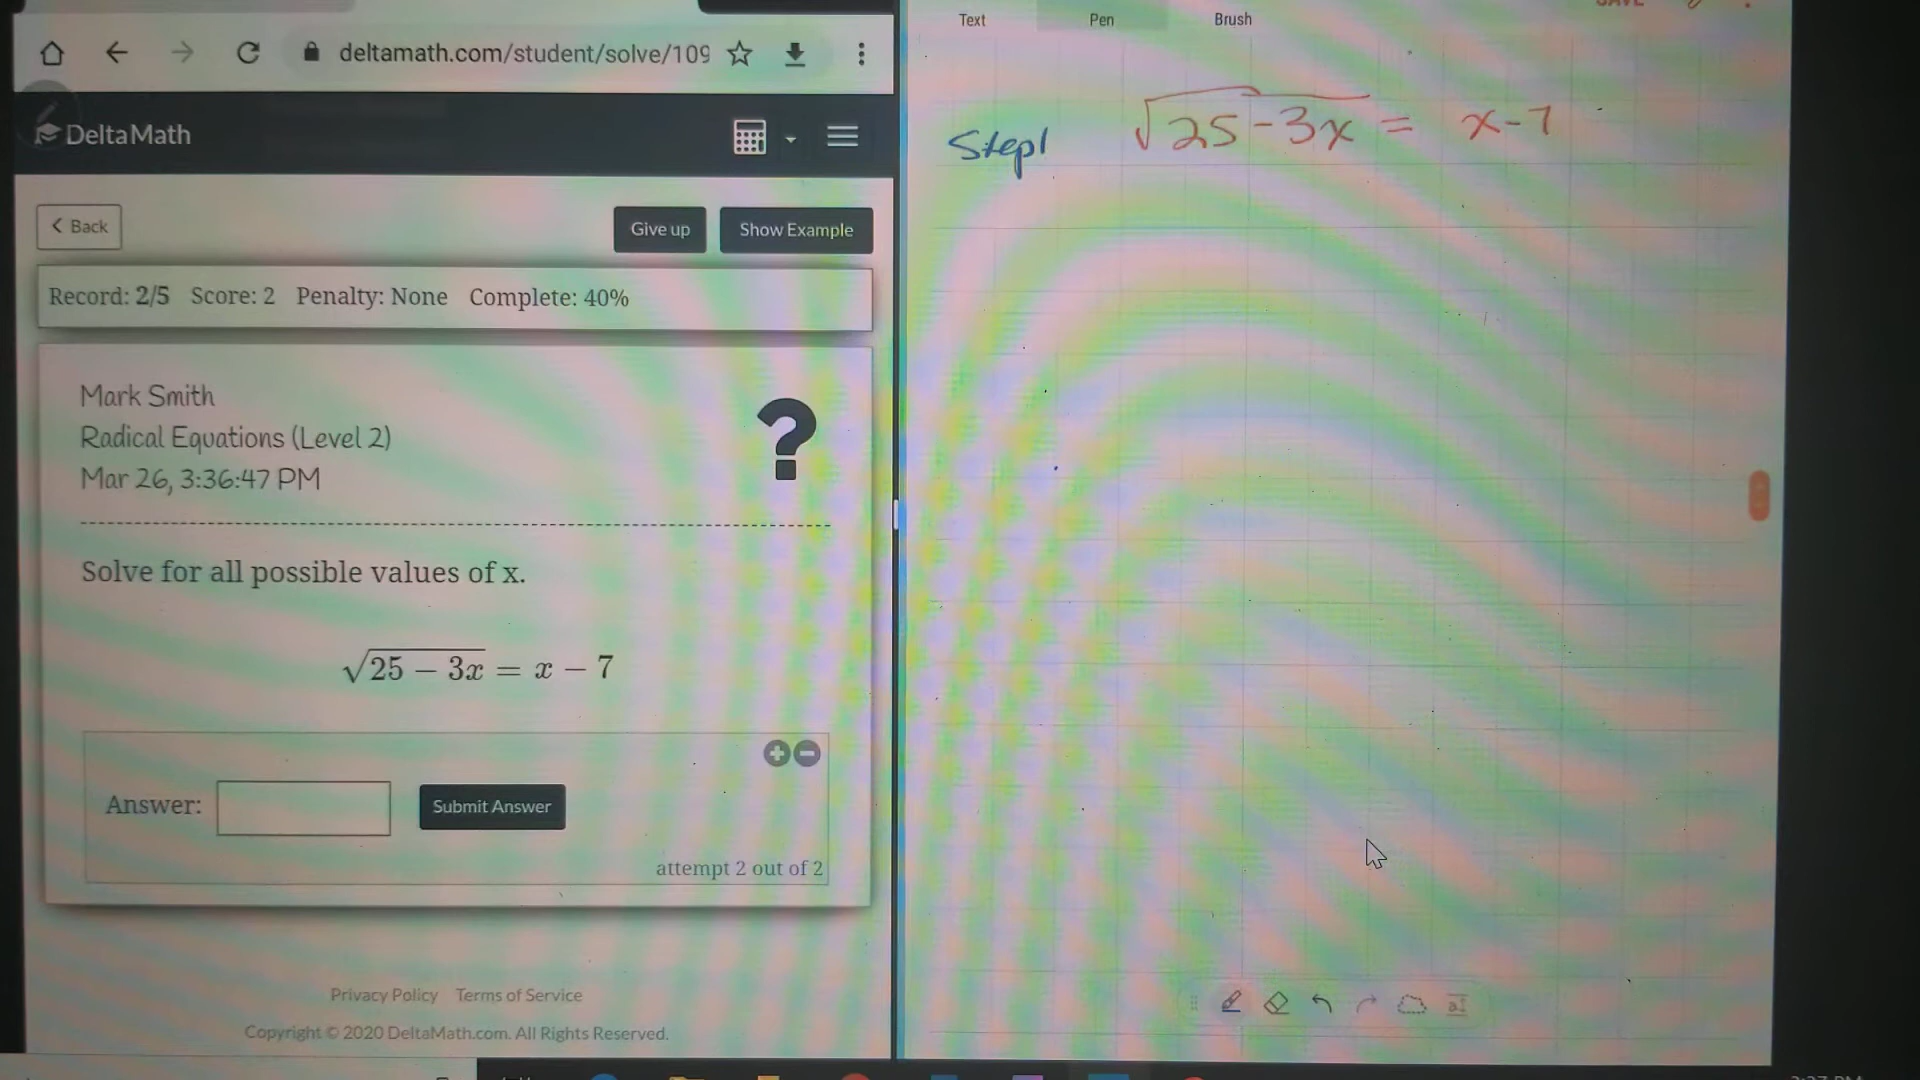 Text Pen Brush
deltamath.com/student/solve/109
DeltaMath
Back
Give up
Show Example
Record: 2/5 Score: 2 Penalty: None Complete: 40%
Mark Smith
Radical Equations (Level 2)
Mar 26, 3:36:47 PM
?
Solve for all possible values of x.
√25 − 3x = x − 7
Answer:
Submit Answer
attempt 2 out of 2
Privacy Policy Terms of Service
Copyright © 2020 DeltaMath.com. All Rights Reserved.
Step1 √25-3x = x-7